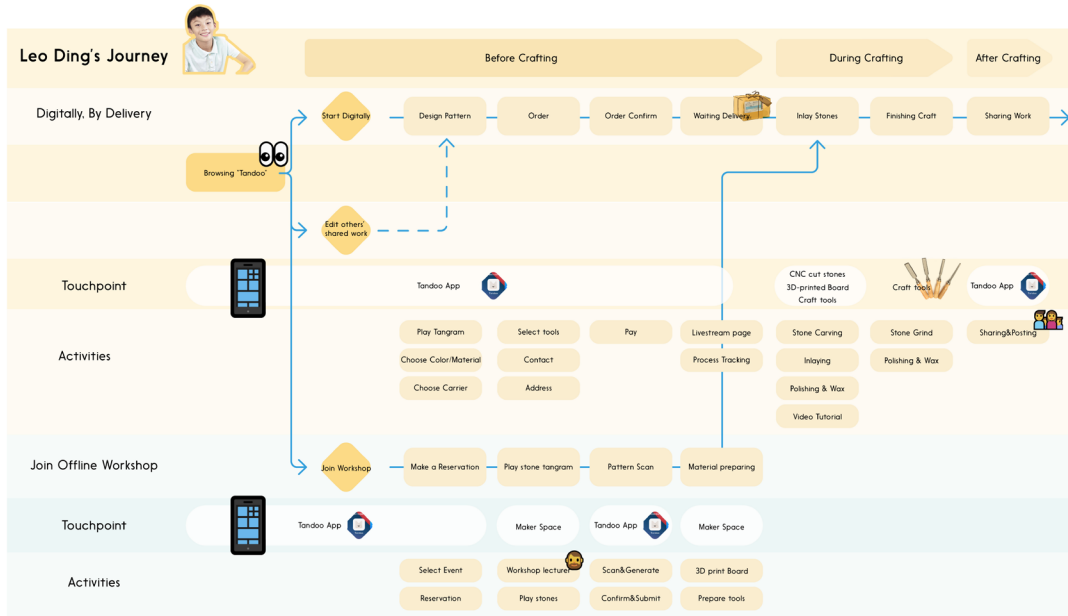 Leo Ding's Journey
Before Crafting
During Crafting
After Crafting
Digitally, By Delivery
Start Digitally
Design Pattern
Order
Order Confirm
Waiting Delivery
Inlay Stones
Finishing Craft
Sharing Work
Browsing "Tandoo"
Edit others'
shared work
Touchpoint
Tandoo App
CNC cut stones
3D-printed Board
Craft tools
Craft tools
Tandoo App
Activities
Play Tangram
Select tools
Pay
Livestream page
Stone Carving
Stone Grind
Sharing&Posting
Choose Color/Material
Contact
Process Tracking
Inlaying
Polishing & Wax
Choose Carrier
Address
Polishing & Wax
Video Tutorial
Join Offline Workshop
Join Workshop
Make a Reservation
Play stone tangram
Pattern Scan
Material preparing
Touchpoint
Tandoo App
Maker Space
Tandoo App
Maker Space
Activities
Select Event
Workshop lecturer
Scan&Generate
3D print Board
Reservation
Play stones
Confirm&Submit
Prepare tools